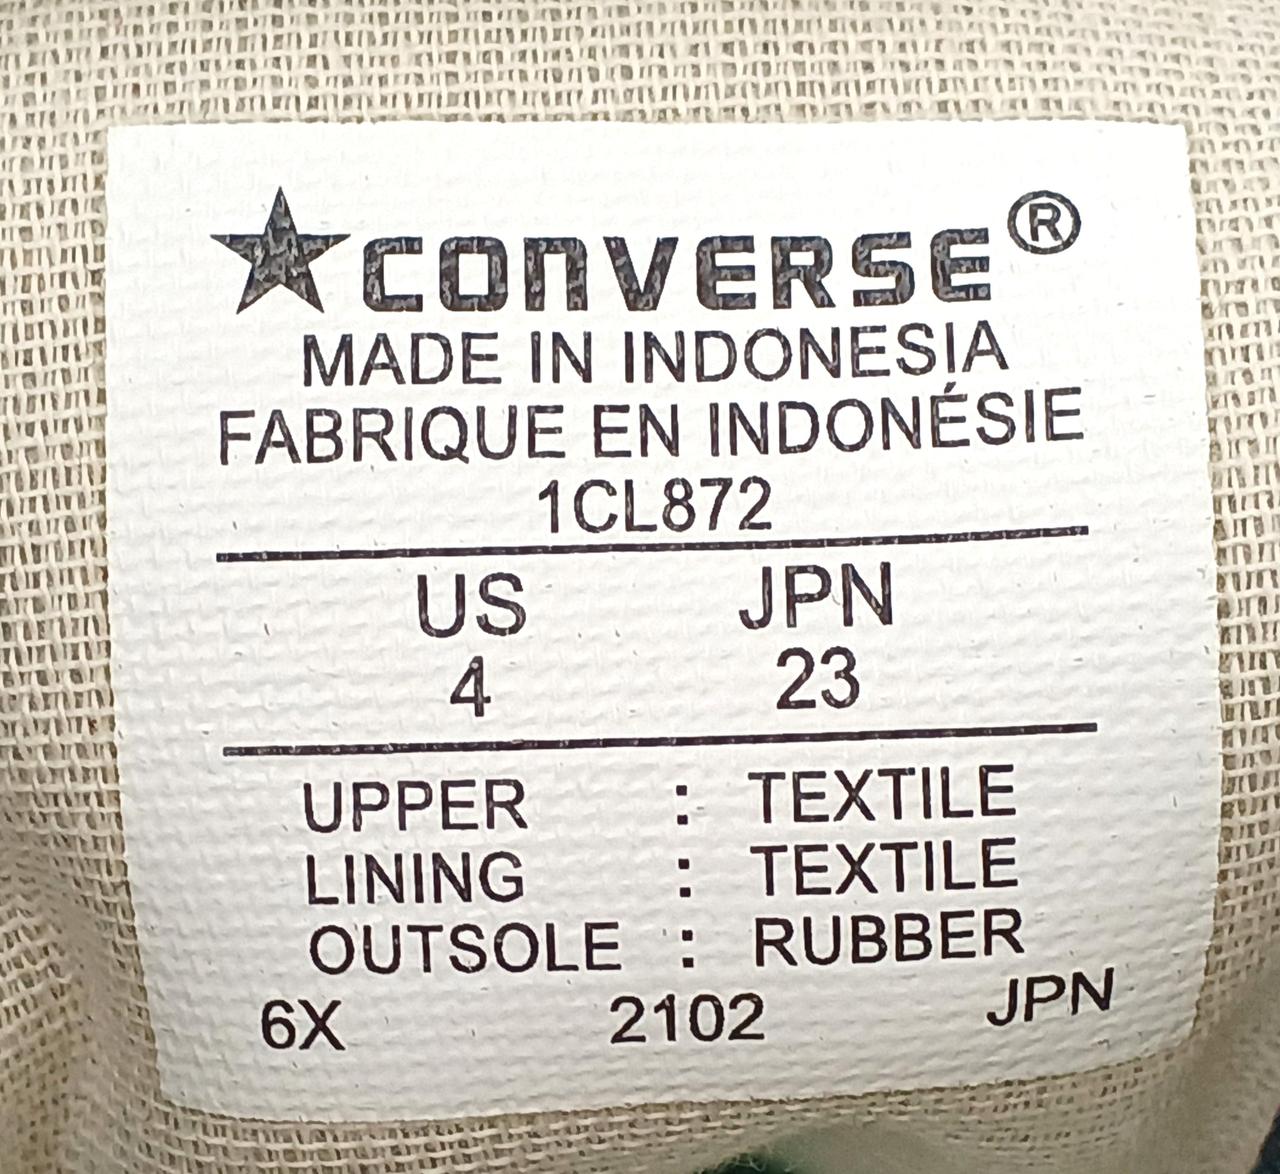 ★CONVERSE®
MADE IN INDONESIA
FABRIQUE EN INDONÉSIE
1CL872
US JPN
4 23
UPPER : TEXTILE
LINING : TEXTILE
OUTSOLE : RUBBER
6X 2102 JPN